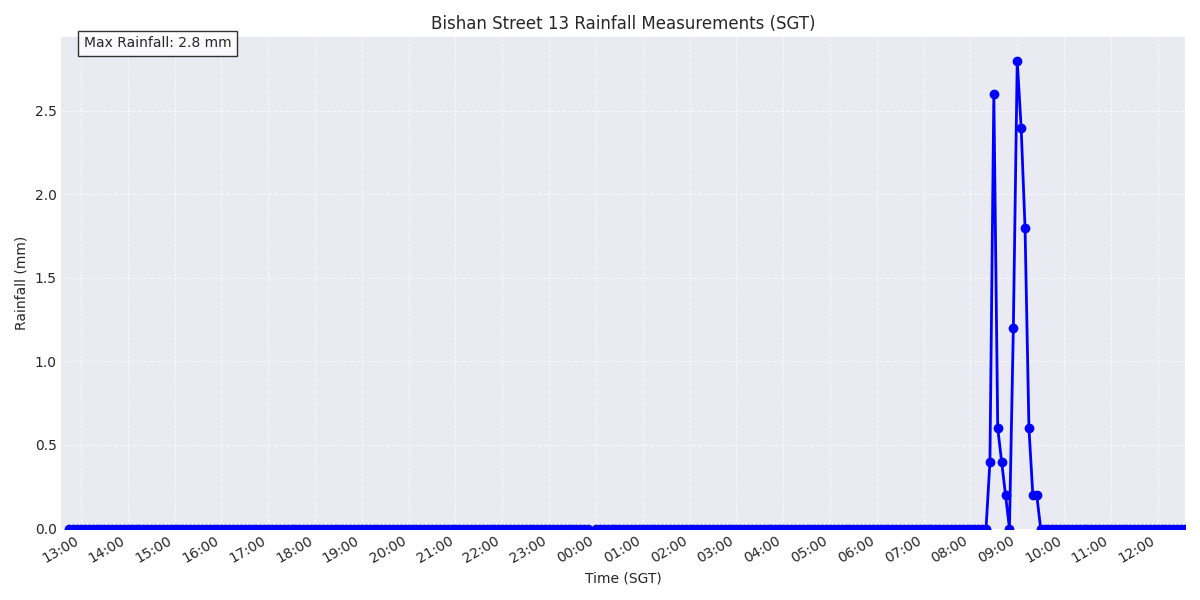 Bishan Street 13 Rainfall Measurements (SGT)
Max Rainfall: 2.8 mm
Rainfall (mm)
2.5
2.0
1.5
1.0
0.5
0.0
13:00 14:00 15:00 16:00 17:00 18:00 19:00 20:00 21:00 22:00 23:00 00:00 01:00 02:00 03:00 04:00 05:00 06:00 07:00 08:00 09:00 10:00 11:00 12:00
Time (SGT)